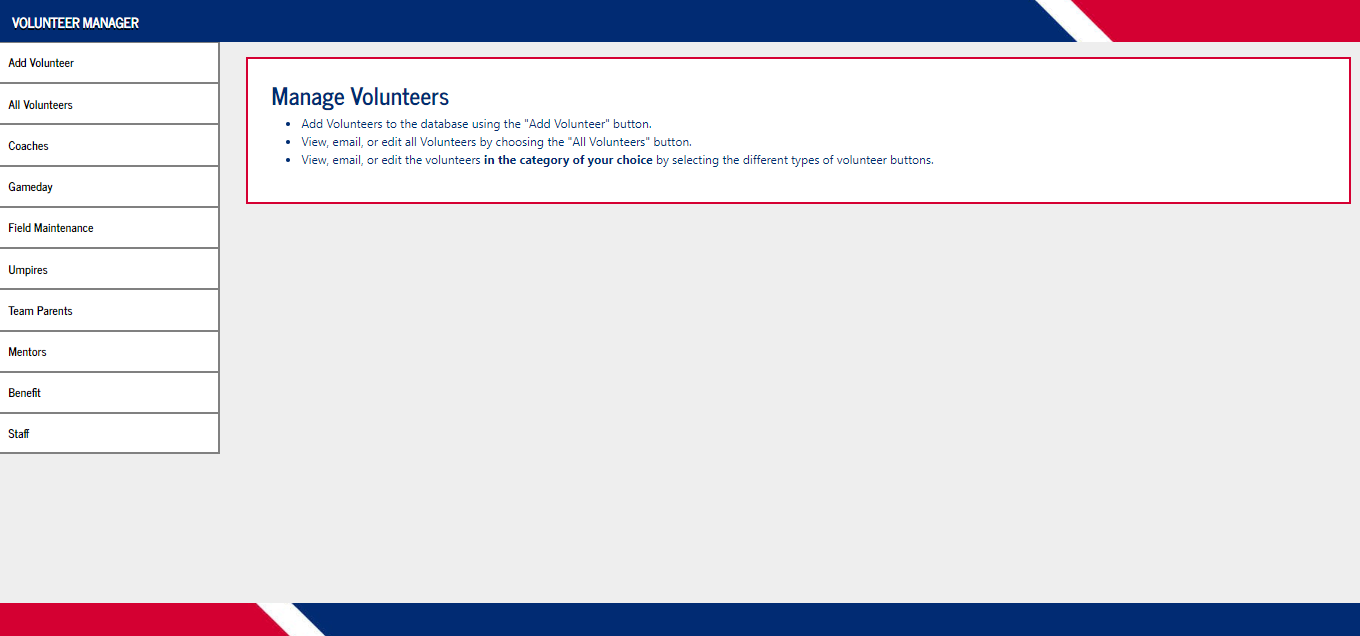 VOLUNTEER MANAGER
Add Volunteer
All Volunteers
Coaches
Gameday
Field Maintenance
Umpires
Team Parents
Mentors
Benefit
Staff
Manage Volunteers
Add Volunteers to the database using the "Add Volunteer" button.
View, email, or edit all Volunteers by choosing the "All Volunteers" button.
View, email, or edit the volunteers in the category of your choice by selecting the different types of volunteer buttons.